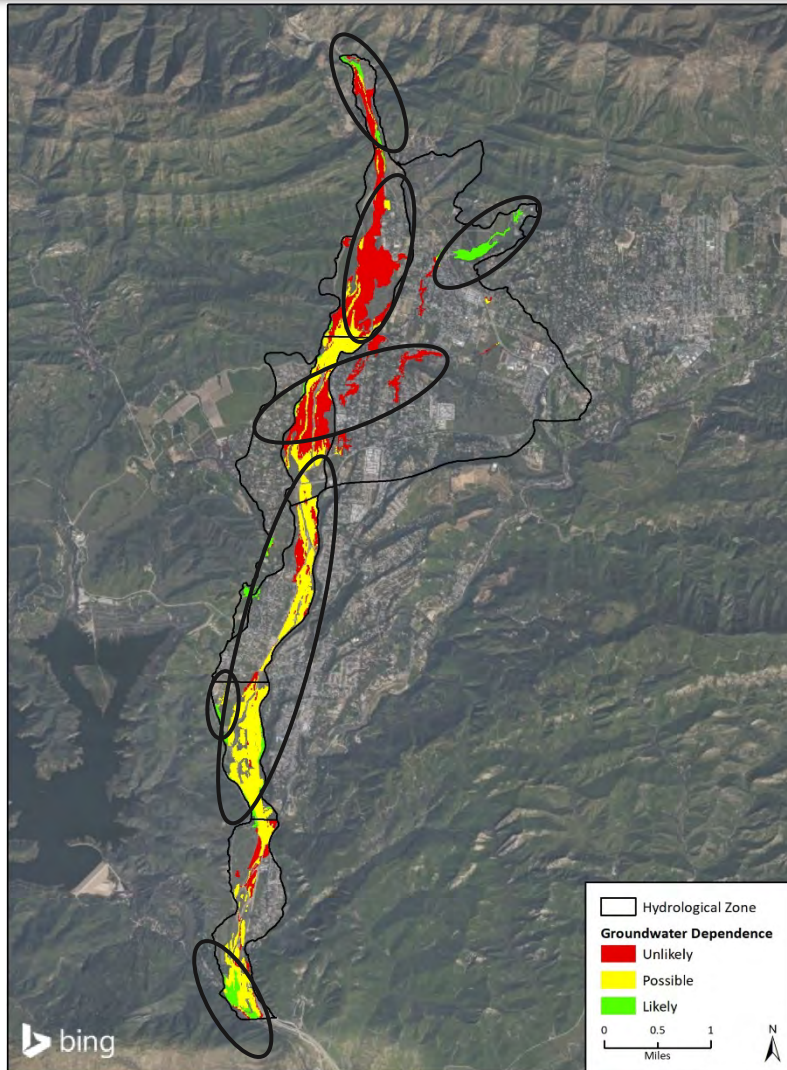 Hydrological Zone
Groundwater Dependence
Unlikely
Possible
Likely
0 0.5 1
Miles
N
bing